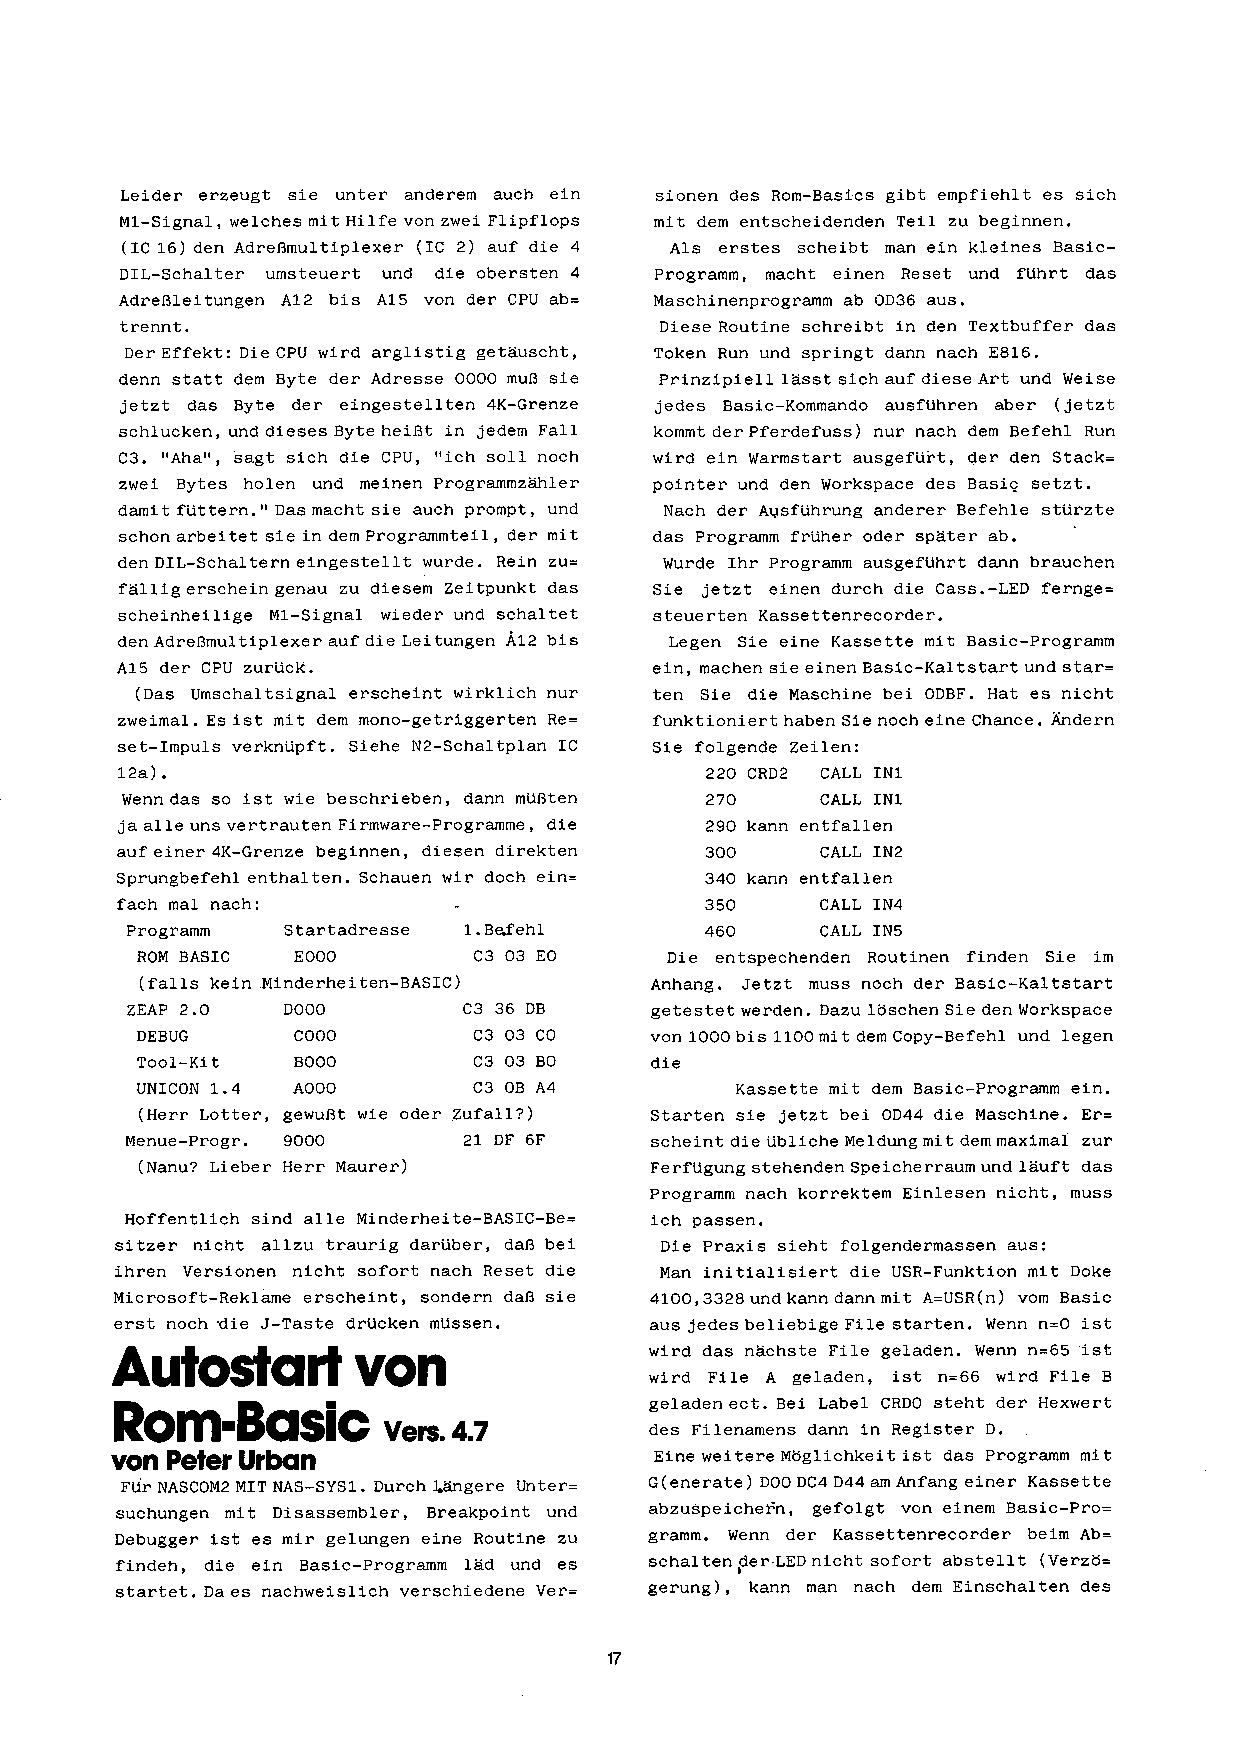 Leider erzeugt sie unter anderem auch ein
M1-Signal, welches mit Hilfe von zwei Flipflops
(IC 16) den Adreßmultiplexer (IC 2) auf die 4
DIL-Schalter umsteuert und die obersten 4
Adreßleitungen A12 bis A15 von der CPU ab=
trennt.
Der Effekt: Die CPU wird arglistig getäuscht,
denn statt dem Byte der Adresse 0000 muß sie
jetzt das Byte der eingestellten 4K-Grenze
schlucken, und dieses Byte heißt in jedem Fall
C3. "Aha", sagt sich die CPU, "ich soll noch
zwei Bytes holen und meinen Programmzähler
damit füttern." Das macht sie auch prompt, und
schon arbeitet sie in dem Programmteil, der mit
den DIL-Schaltern eingestellt wurde. Rein zu=
fällig erschein genau zu diesem Zeitpunkt das
scheinheilige M1-Signal wieder und schaltet
den Adreßmultiplexer auf die Leitungen A12 bis
A15 der CPU zurück.
(Das Umschaltsignal erscheint wirklich nur
zweimal. Es ist mit dem mono-getriggerten Re=
set-Impuls verknüpft. Siehe N2-Schaltplan IC
12a).
Wenn das so ist wie beschrieben, dann müßten
ja alle uns vertrauten Firmware-Programme, die
auf einer 4K-Grenze beginnen, diesen direkten
Sprungbefehl enthalten. Schauen wir doch ein=
fach mal nach:
Programm Startadresse 1.Befehl
ROM BASIC E000 C3 03 E0
(falls kein Minderheiten-BASIC)
ZEAP 2.0 D000 C3 36 DB
DEBUG C000 C3 03 C0
Tool-Kit B000 C3 03 B0
UNICON 1.4 A000 C3 0B A4
(Herr Lotter, gewußt wie oder Zufall?)
Menue-Progr. 9000 21 DF 6F
(Nanu? Lieber Herr Maurer)
Hoffentlich sind alle Minderheite-BASIC-Be=
sitzer nicht allzu traurig darüber, daß bei
ihren Versionen nicht sofort nach Reset die
Microsoft-Reklame erscheint, sondern daß sie
erst noch die J-Taste drücken müssen.
Autostart von
Rom-Basic Vers. 4.7
von Peter Urban
Für NASCOM2 MIT NAS-SYS1. Durch Längere Unter=
suchungen mit Disassembler, Breakpoint und
Debugger ist es mir gelungen eine Routine zu
findeh, die ein Basic-Programm läd und es
startet. Da es nachweislich verschiedene Ver=
sionen des Rom-Basics gibt empfiehlt es sich
mit dem entscheidenden Teil zu beginnen.
Als erstes scheibt man ein kleines Basic-
Programm, macht einen Reset und führt das
Maschinenprogramm ab OD36 aus.
Diese Routine schreibt in den Textbuffer das
Token Run und springt dann nach E816.
Prinzipiell lässt sich auf diese Art und Weise
jedes Basic-Kommando ausführen aber (jetzt
kommt der Pferdefuss) nur nach dem Befehl Run
wird ein Warmstart ausgefürt, der den Stack=
pointer und den Workspace des Basic setzt.
Nach der Ausführung anderer Befehle stürzte
das Programm früher oder später ab.
Wurde Ihr Programm ausgeführt dann brauchen
Sie jetzt einen durch die Cass.-LED fernge=
steuerten Kassettenrecorder.
Legen Sie eine Kassette mit Basic-Programm
ein, machen sie einen Basic-Kaltstart und star=
ten Sie die Maschine bei ODBF. Hat es nicht
funktioniert haben Sie noch eine Chance. Ändern
Sie folgende Zeilen:
220 CRD2 CALL IN1
270 CALL IN1
290 kann entfallen
300 CALL IN2
340 kann entfallen
350 CALL IN4
460 CALL IN5
Die entspechenden Routinen finden Sie im
Anhang. Jetzt muss noch der Basic-Kaltstart
getestet werden. Dazu löschen Sie den Workspace
von 1000 bis 1100 mit dem Copy-Befehl und legen
die
Kassette mit dem Basic-Programm ein.
Starten sie jetzt bei OD44 die Maschine. Er=
scheint die übliche Meldung mit dem maximal zur
Ferfügung stehenden Speicherraum und läuft das
Programm nach korrektem Einlesen nicht, muss
ich passen.
Die Praxis sieht folgendermassen aus:
Man initialisiert die USR-Funktion mit Doke
4100,3328 und kann dann mit A=USR(n) vom Basic
aus jedes beliebige File starten. Wenn n=0 ist
wird das nächste File geladen. Wenn n=65 ist
wird File A geladen, ist n=66 wird File B
geladen ect. Bei Label CRD0 steht der Hexwert
des Filenamens dann in Register D.
Eine weitere Möglichkeit ist das Programm mit
G(enerate) D00 DC4 D44 am Anfang einer Kassette
abzuspeichern, gefolgt von einem Basic-Pro=
gramm. Wenn der Kassettenrecorder beim Ab=
schalten der LED nicht sofort abstellt (Verzö=
gerung), kann man nach dem Einschalten des
17